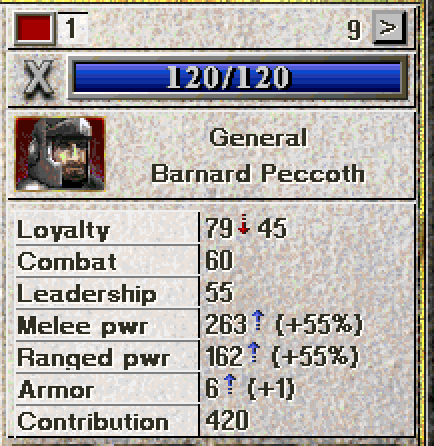 1 9 >
X 120/120
General
Barnard Peccoth
Loyalty 79 45
Combat 60
Leadership 55
Melee pwr 263 (+55%)
Ranged pwr 162 (+55%)
Armor 6 (+1)
Contribution 420